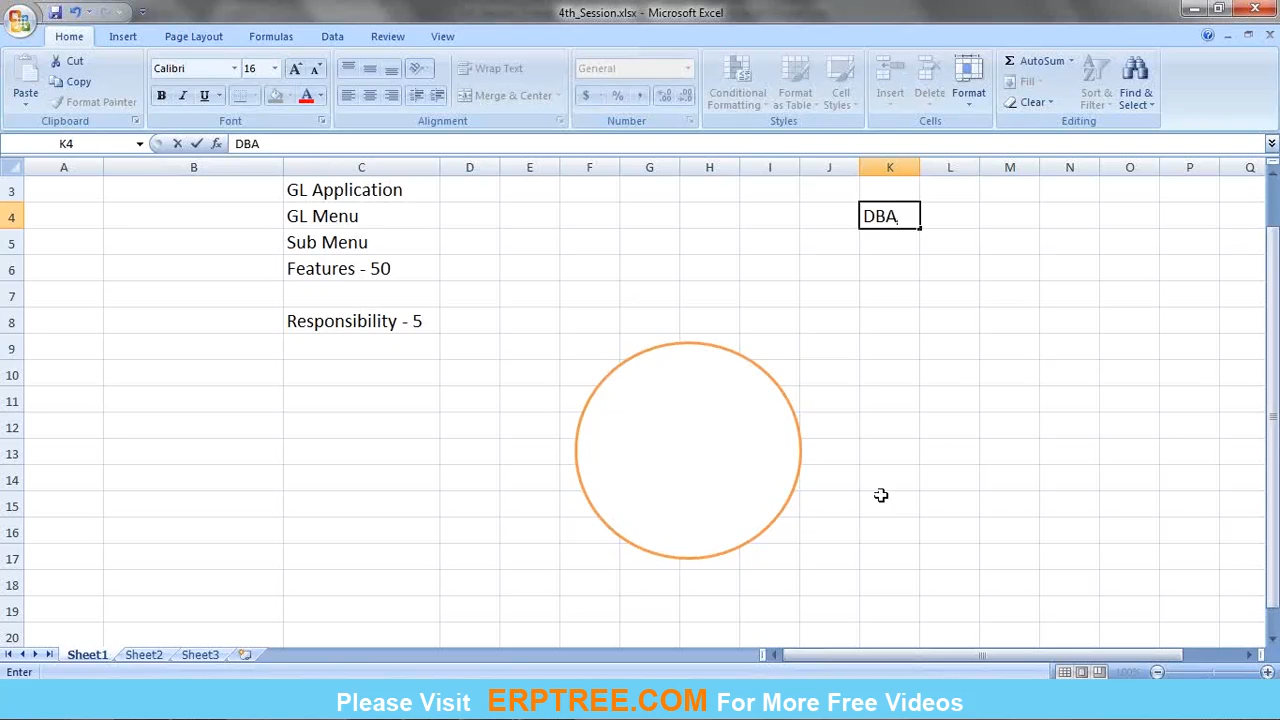 4th_Session.xlsx - Microsoft Excel
Home Insert Page Layout Formulas Data Review View
Paste
Cut
Copy
Format Painter
Clipboard
Calibri 16 A A
B I U A
Font
Wrap Text
Merge & Center
Alignment
General
$ % ,
Number
Conditional Formatting
Format as Table
Cell Styles
Styles
Insert Delete Format
Cells
Σ AutoSum
Fill
Clear
Sort & Filter
Find & Select
Editing
K4 fx DBA
A B C D E F G H I J K L M N O P Q
3 GL Application
4 GL Menu DBA
5 Sub Menu
6 Features - 50
7
8 Responsibility - 5
9
10
11
12
13
14
15
16
17
18
19
20
Sheet1 Sheet2 Sheet3
Enter 100%
Please Visit ERPTREE.COM For More Free Videos